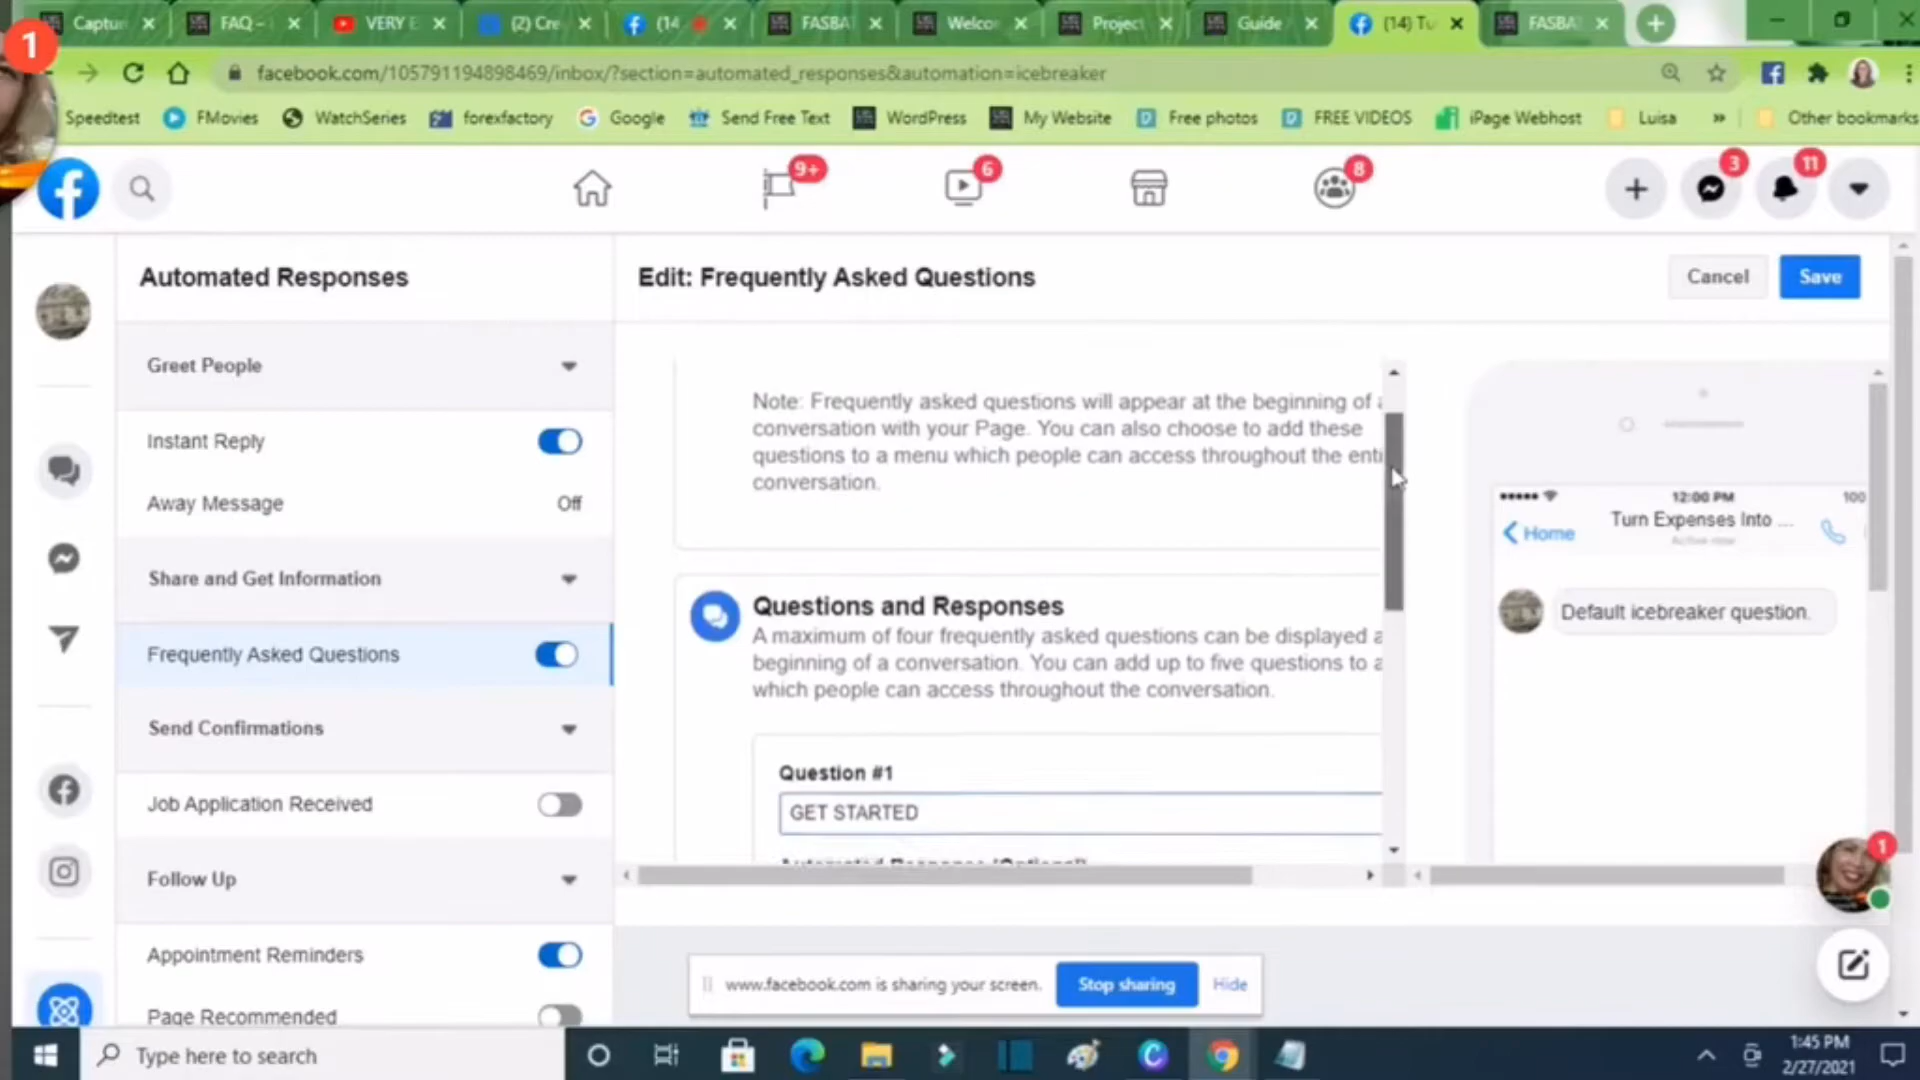 1
Captur
FAQ –
VERY E
(2) Cre
(14
FASBA
Welcom
Project
Guide
(14) Tu
FASBA
facebook.com/105791194898469/inbox/?section=automated_responses&automation=icebreaker
Speedtest
FMovies
WatchSeries
forexfactory
Google
Send Free Text
WordPress
My Website
Free photos
FREE VIDEOS
iPage Webhost
Luisa
»
Other bookmarks
9+
6
8
3
11
Automated Responses
Edit: Frequently Asked Questions
Cancel
Save
Greet People
Instant Reply
Away Message
Off
Share and Get Information
Frequently Asked Questions
Send Confirmations
Job Application Received
Follow Up
Appointment Reminders
Page Recommended
Note: Frequently asked questions will appear at the beginning of a
conversation with your Page. You can also choose to add these
questions to a menu which people can access throughout the enti
conversation.
Questions and Responses
A maximum of four frequently asked questions can be displayed a
beginning of a conversation. You can add up to five questions to a
which people can access throughout the conversation.
Question #1
GET STARTED
Automated Response (Optional)
12:00 PM
100
Home
Turn Expenses Into ...
Active now
Default icebreaker question.
1
www.facebook.com is sharing your screen.
Stop sharing
Hide
Type here to search
1:45 PM
2/27/2021